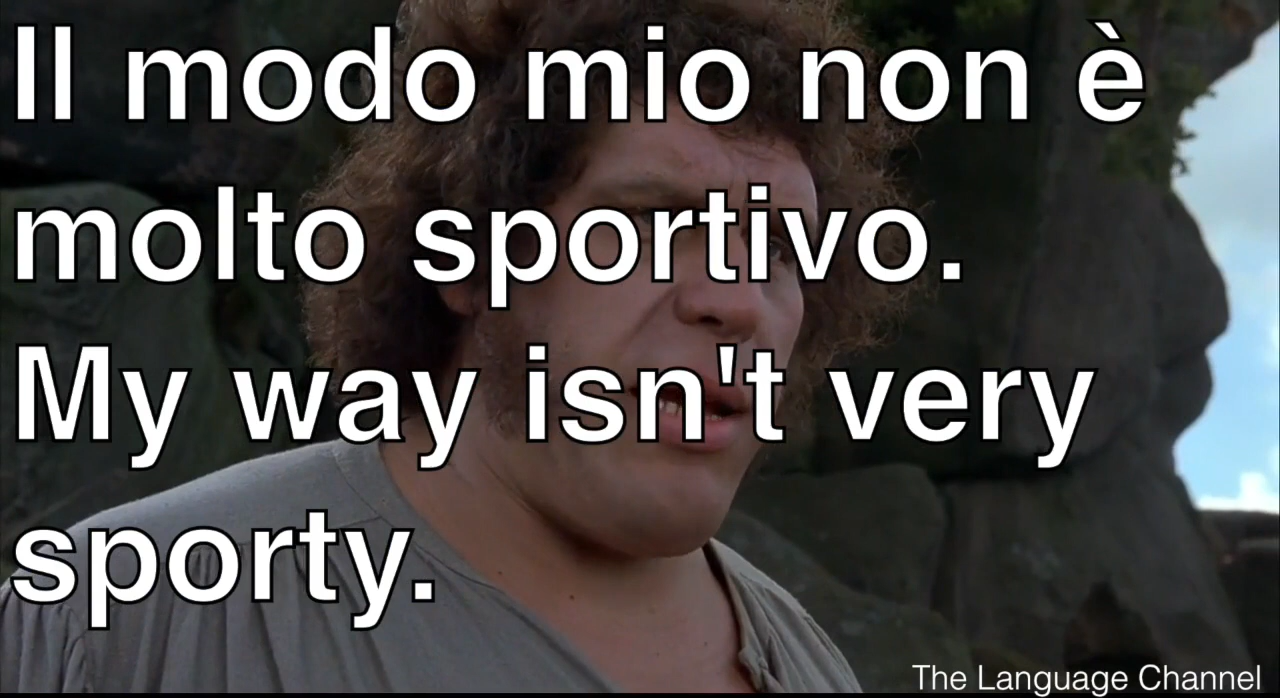 Il modo mio non è
molto sportivo.
My way isn't very
sporty.
The Language Channel